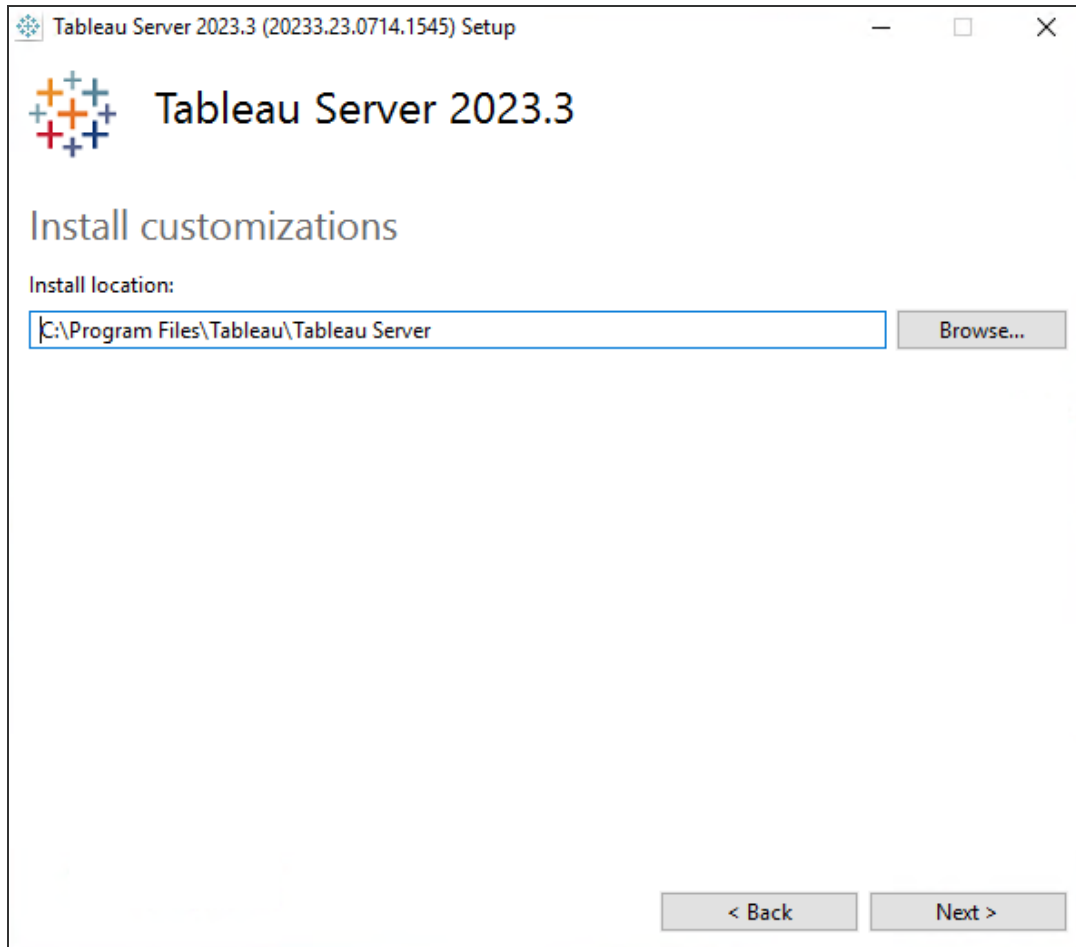 Tableau Server 2023.3 (20233.23.0714.1545) Setup
Tableau Server 2023.3
Install customizations
Install location:
C:\Program Files\Tableau\Tableau Server
Browse...
< Back
Next >